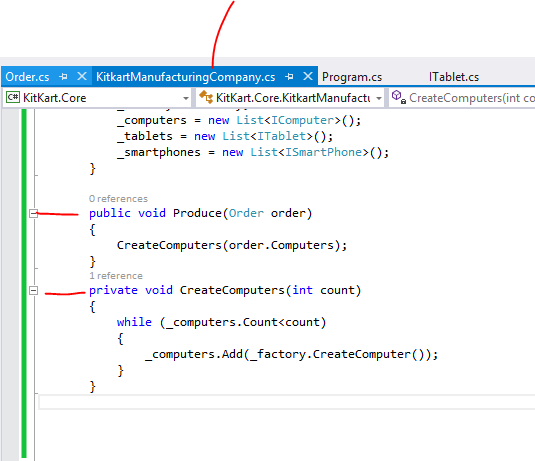 Order.cs KitkartManufacturingCompany.cs Program.cs ITablet.cs
C# KitKart.Core KitKart.Core.KitkartManufactu CreateComputers(int co
_computers = new List<IComputer>();
_tablets = new List<ITablet>();
_smartphones = new List<ISmartPhone>();
}
0 references
public void Produce(Order order)
{
CreateComputers(order.Computers);
}
1 reference
private void CreateComputers(int count)
{
while (_computers.Count<count)
{
_computers.Add(_factory.CreateComputer());
}
}